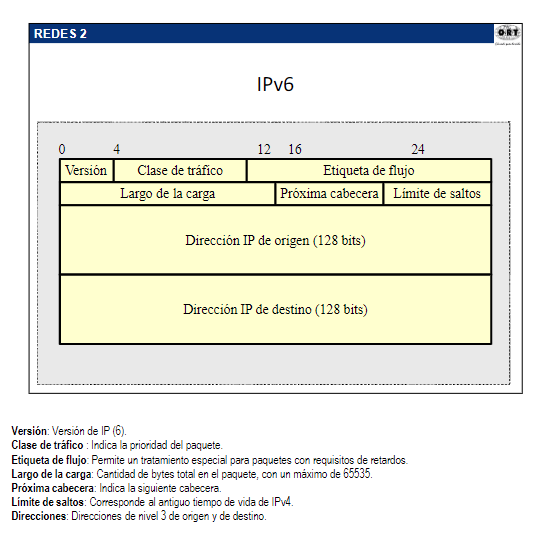 REDES 2
ORT
IPv6
0 4 12 16 24
Versión Clase de tráfico Etiqueta de flujo
Largo de la carga Próxima cabecera Límite de saltos
Dirección IP de origen (128 bits)
Dirección IP de destino (128 bits)
Versión: Versión de IP (6).
Clase de tráfico : Indica la prioridad del paquete.
Etiqueta de flujo: Permite un tratamiento especial para paquetes con requisitos de retardos.
Largo de la carga: Cantidad de bytes total en el paquete, con un máximo de 65535.
Próxima cabecera: Indica la siguiente cabecera.
Límite de saltos: Corresponde al antiguo tiempo de vida de IPv4.
Direcciones: Direcciones de nivel 3 de origen y de destino.